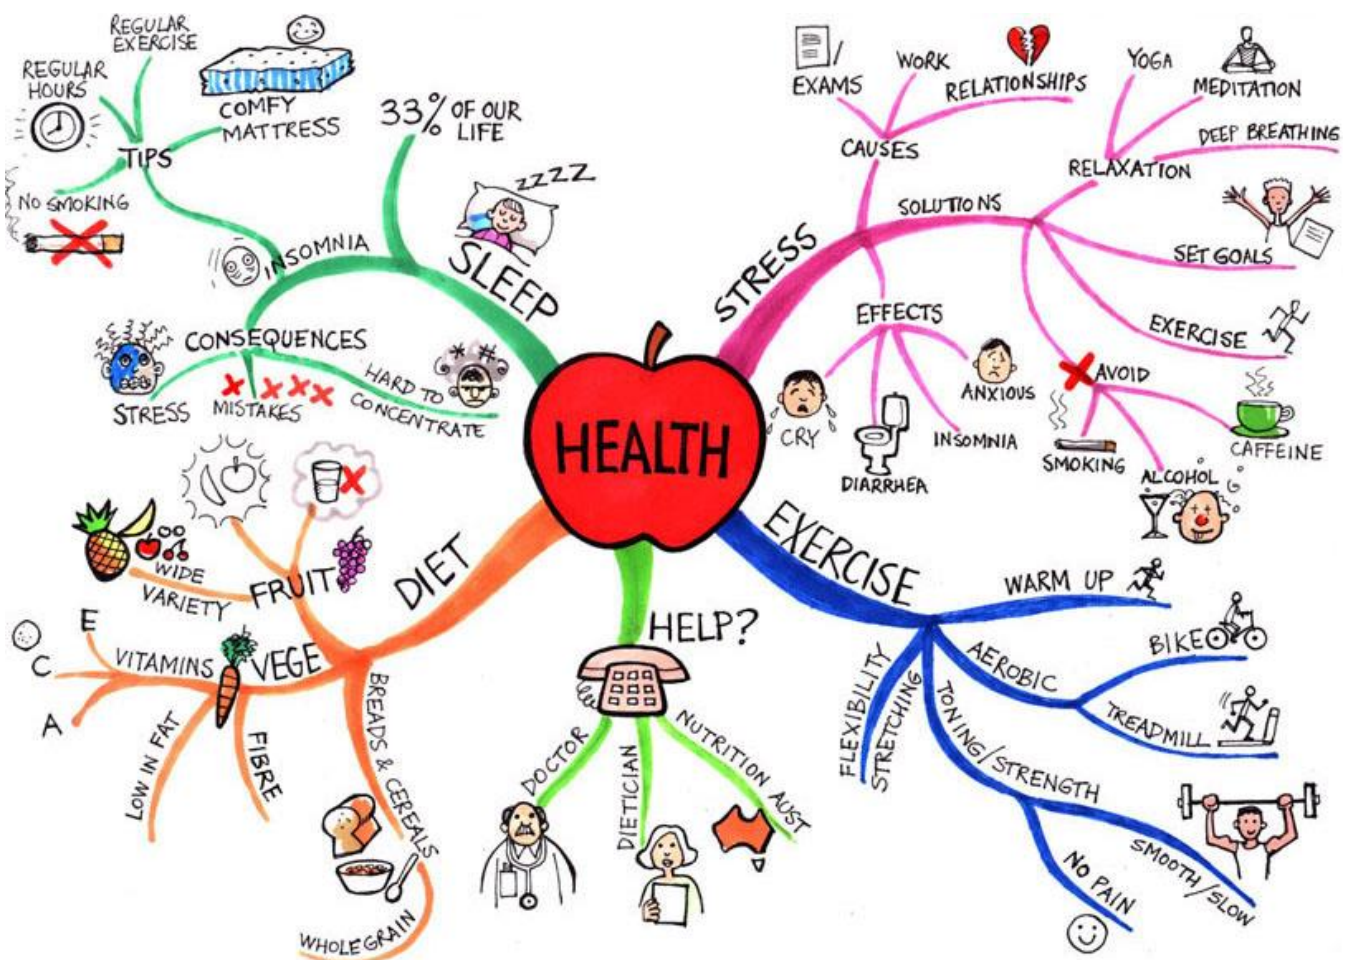 HEALTH
SLEEP
ZZZZ
33% OF OUR
LIFE
INSOMNIA
TIPS
REGULAR
HOURS
REGULAR
EXERCISE
COMFY
MATTRESS
NO SMOKING
CONSEQUENCES
STRESS
MISTAKES
HARD TO
CONCENTRATE
*#
STRESS
CAUSES
EXAMS
WORK
RELATIONSHIPS
SOLUTIONS
RELAXATION
YOGA
MEDITATION
DEEP BREATHING
SET GOALS
EXERCISE
AVOID
SMOKING
ALCOHOL
CAFFEINE
EFFECTS
CRY
DIARRHEA
INSOMNIA
ANXIOUS
EXERCISE
WARM UP
AEROBIC
BIKE
TREADMILL
TONING/STRENGTH
SMOOTH/SLOW
NO PAIN
FLEXIBILITY
STRETCHING
HELP?
DOCTOR
DIETICIAN
NUTRITION AUST
DIET
FRUIT
WIDE
VARIETY
VEGE
VITAMINS
E
C
A
LOW IN FAT
FIBRE
BREADS & CEREALS
WHOLEGRAIN